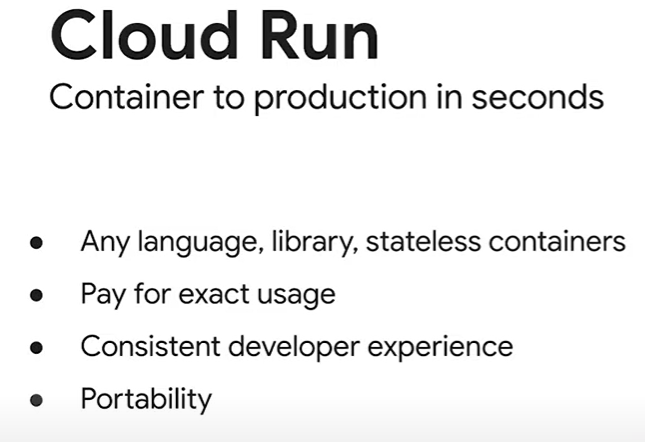 Cloud Run
Container to production in seconds
● Any language, library, stateless containers
● Pay for exact usage
● Consistent developer experience
● Portability